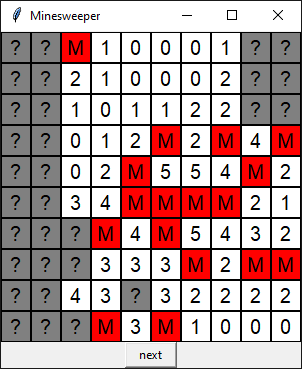 Minesweeper
? ? M 1 0 0 0 1 ? ?
? ? 2 1 0 0 0 2 ? ?
? ? 1 0 1 1 2 2 ? ?
? ? 0 1 2 M 2 M 4 M
? ? 0 2 M 5 5 4 M 2
? ? 3 4 M M M M 2 1
? ? ? M 4 M 5 4 3 2
? ? ? 3 3 3 M 2 M M
? ? 4 3 ? 3 2 2 2 2
? ? ? M 3 M 1 0 0 0
next